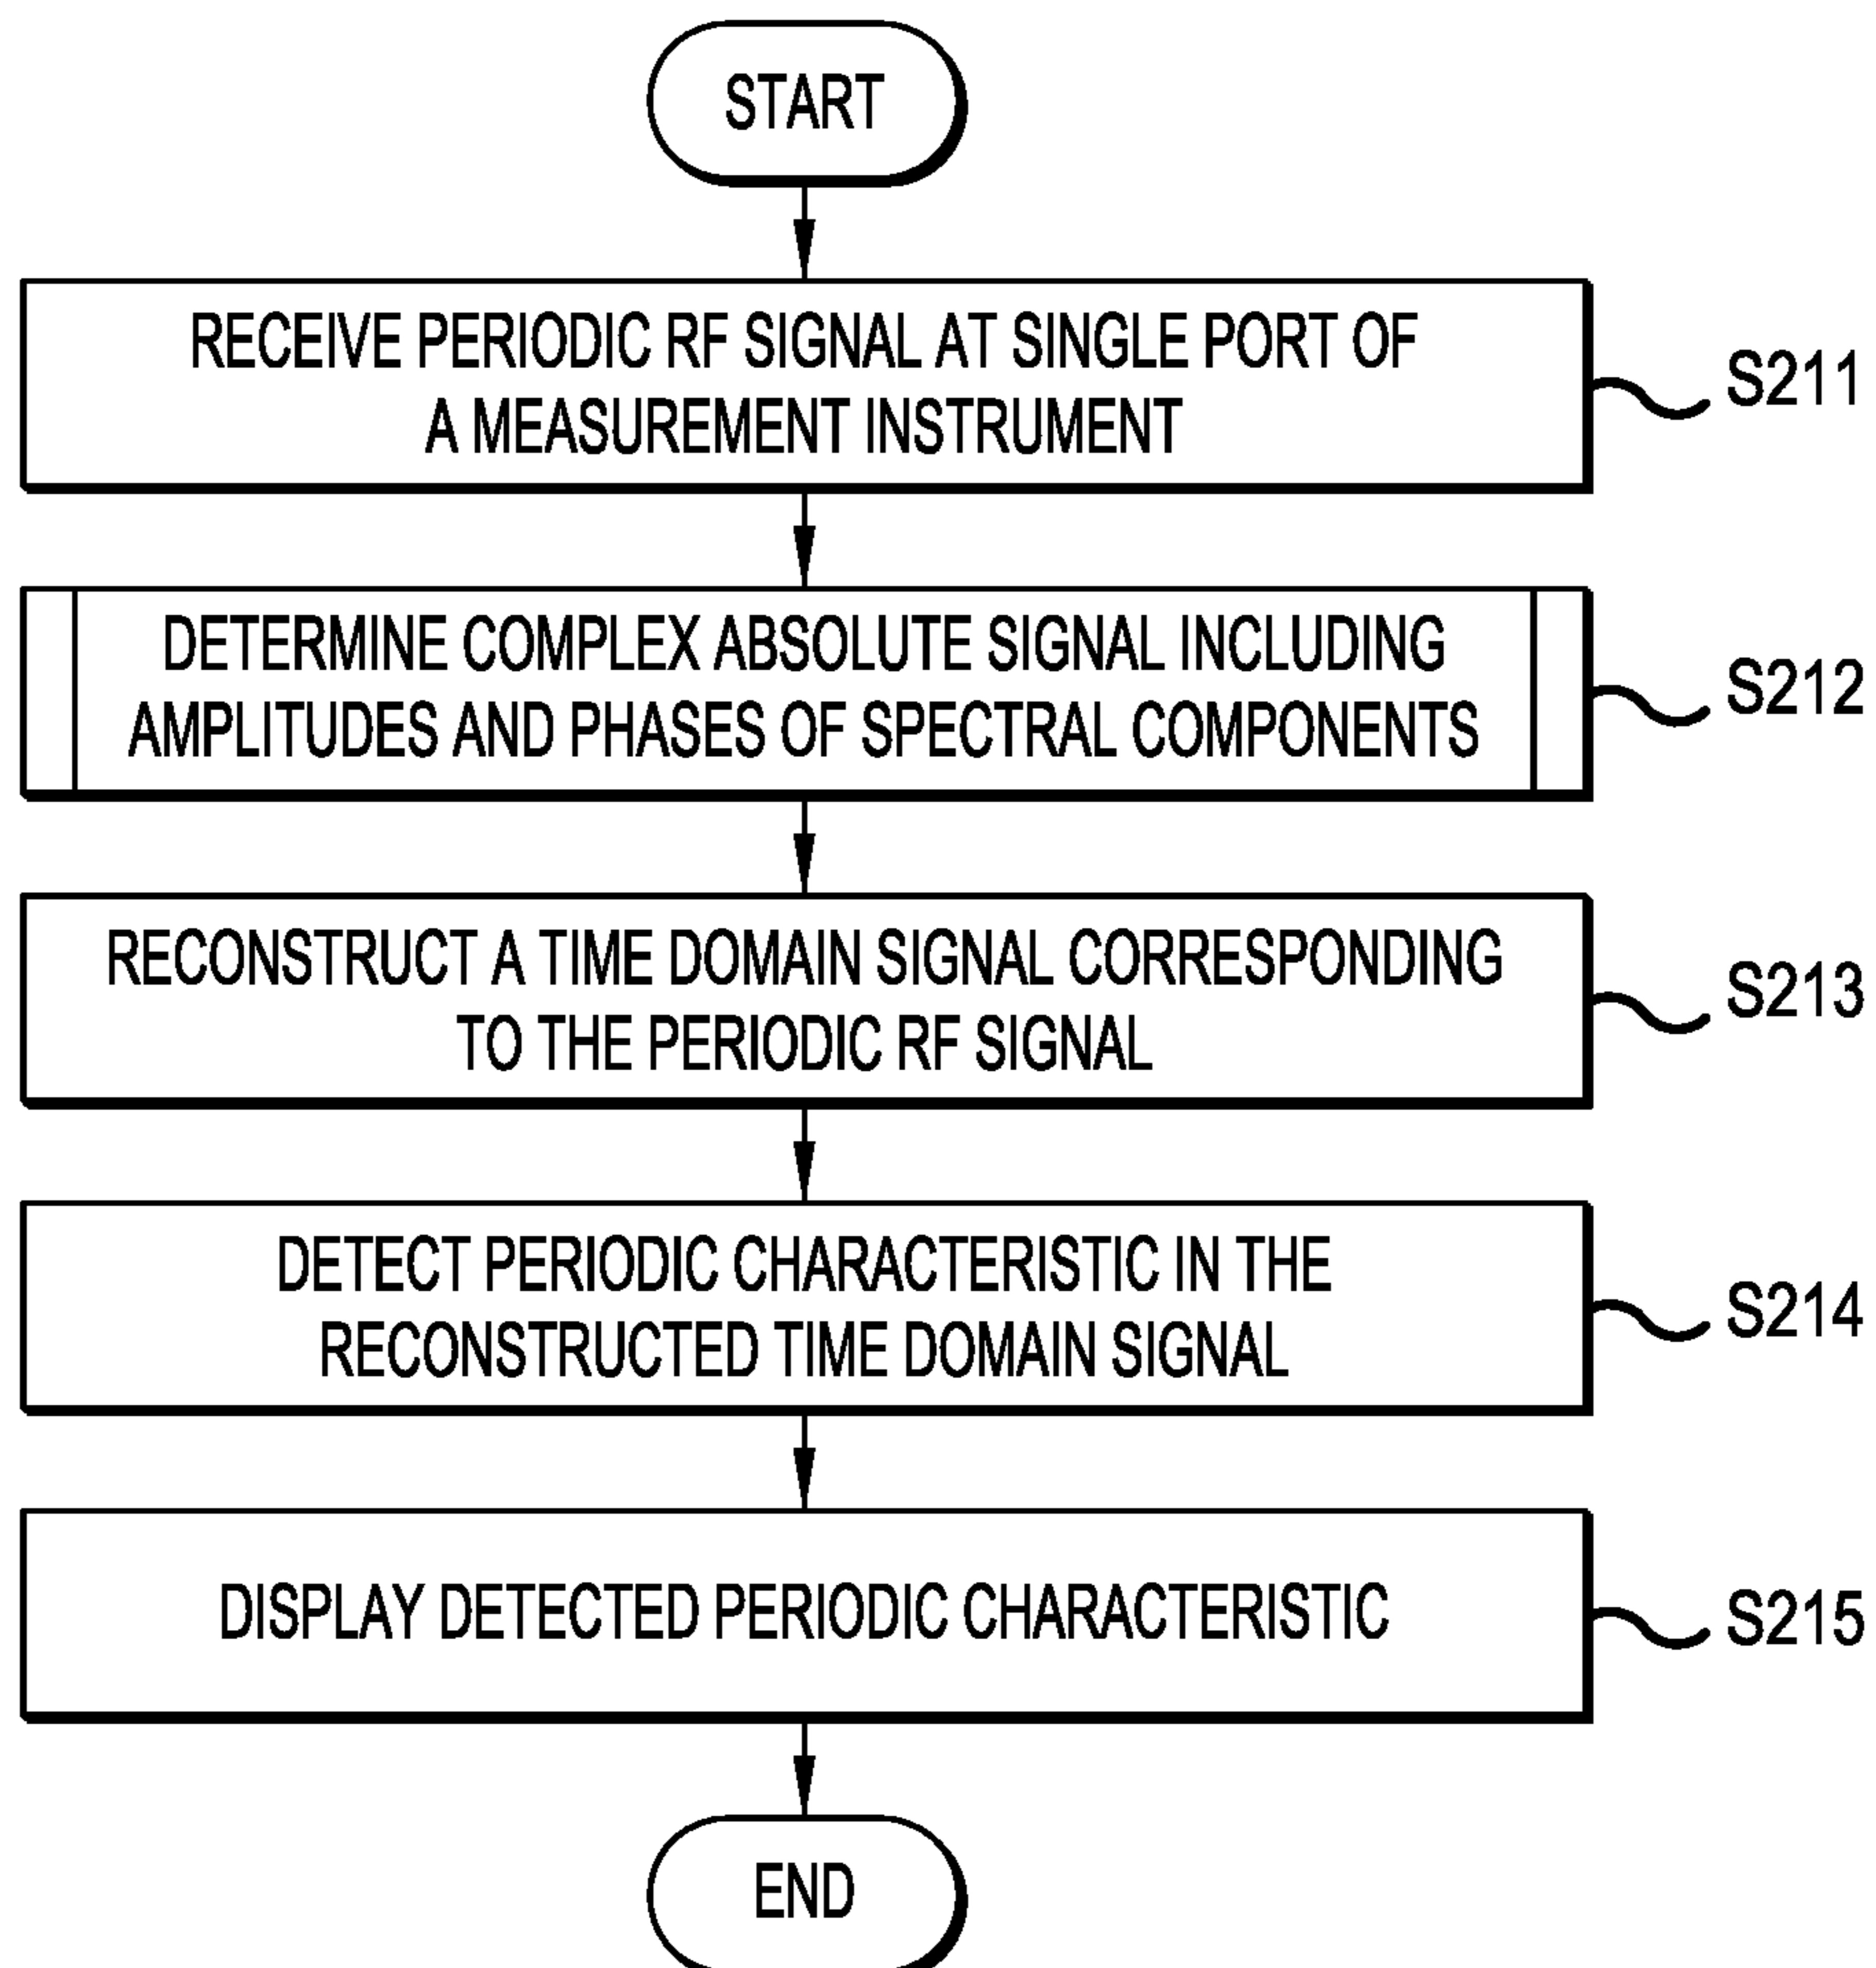 START
RECEIVE PERIODIC RF SIGNAL AT SINGLE PORT OF
A MEASUREMENT INSTRUMENT
S211
DETERMINE COMPLEX ABSOLUTE SIGNAL INCLUDING
AMPLITUDES AND PHASES OF SPECTRAL COMPONENTS
S212
RECONSTRUCT A TIME DOMAIN SIGNAL CORRESPONDING
TO THE PERIODIC RF SIGNAL
S213
DETECT PERIODIC CHARACTERISTIC IN THE
RECONSTRUCTED TIME DOMAIN SIGNAL
S214
DISPLAY DETECTED PERIODIC CHARACTERISTIC
S215
END